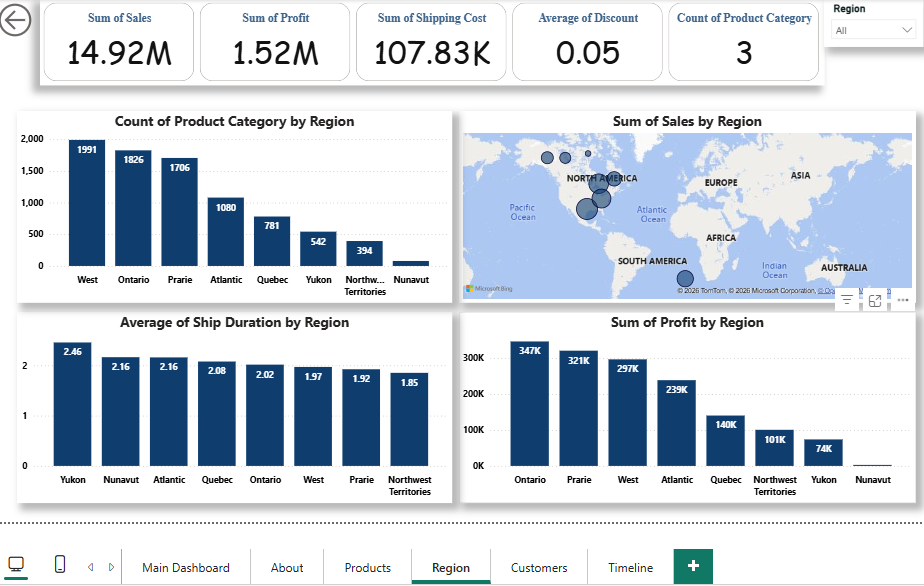 Sum of Sales
14.92M
Sum of Profit
1.52M
Sum of Shipping Cost
107.83K
Average of Discount
0.05
Count of Product Category
3
Region
All
Count of Product Category by Region
2,000
1,500
1,000
500
0
1991
1826
1706
1080
781
542
394
West
Ontario
Prarie
Atlantic
Quebec
Yukon
Northw...
Territories
Nunavut
Sum of Sales by Region
NORTH AMERICA
EUROPE
ASIA
Pacific
Ocean
Atlantic
Ocean
AFRICA
SOUTH AMERICA
Indian
Ocean
AUSTRALIA
Microsoft Bing
© 2026 TomTom, © 2026 Microsoft Corporation,
Average of Ship Duration by Region
2
1
0
2.46
2.16
2.16
2.08
2.02
1.97
1.92
1.85
Yukon
Nunavut
Atlantic
Quebec
Ontario
West
Prarie
Northwest
Territories
Sum of Profit by Region
300K
200K
100K
0K
347K
321K
297K
239K
140K
101K
74K
Ontario
Prarie
West
Atlantic
Quebec
Northwest
Territories
Yukon
Nunavut
Main Dashboard
About
Products
Region
Customers
Timeline
+